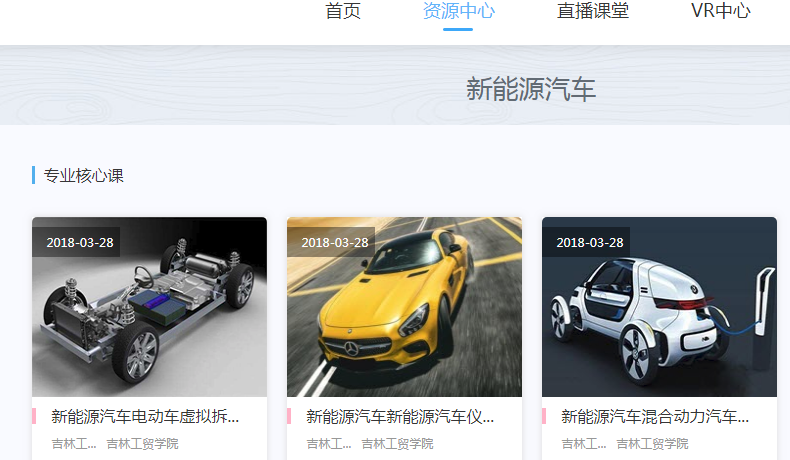 首页 资源中心 直播课堂 VR中心
新能源汽车
专业核心课
2018-03-28 2018-03-28 2018-03-28
新能源汽车电动车虚拟拆... 新能源汽车新能源汽车仪... 新能源汽车混合动力汽车...
吉林工... 吉林工贸学院 吉林工... 吉林工贸学院 吉林工... 吉林工贸学院